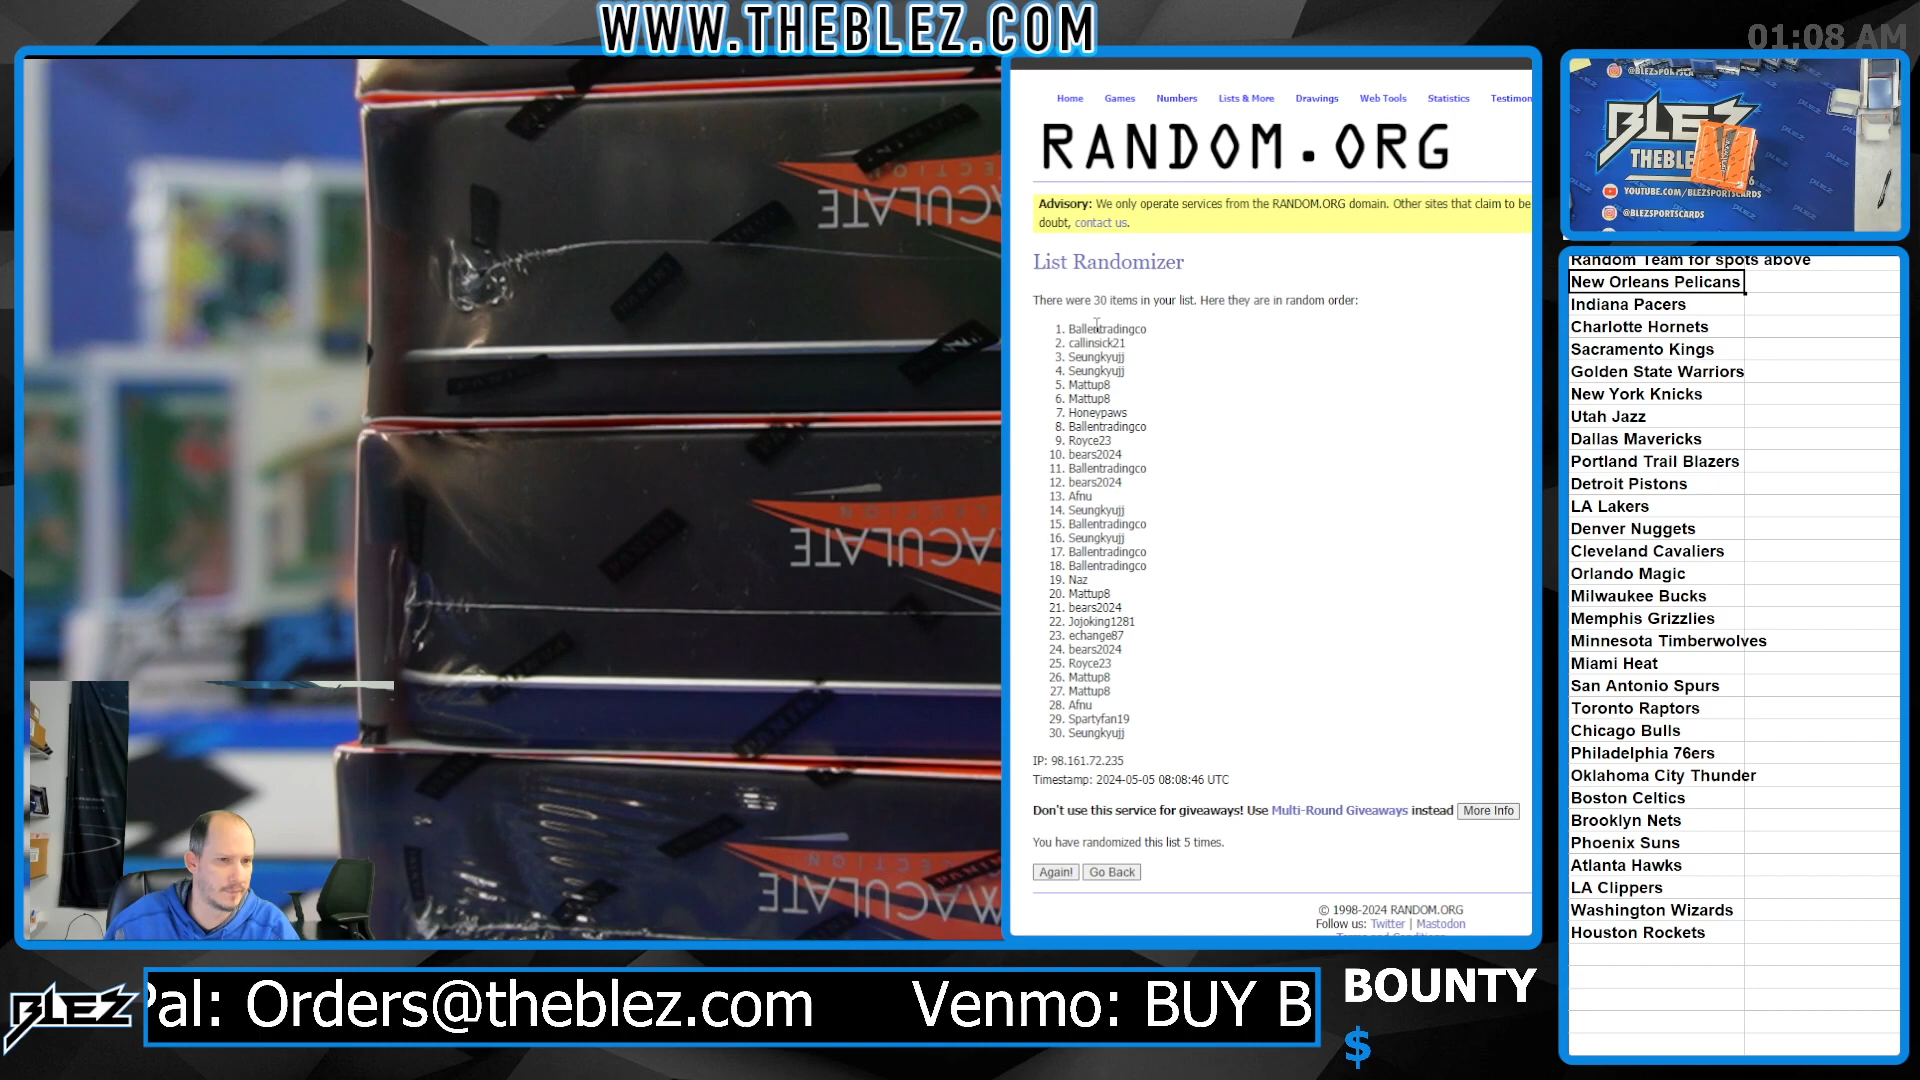 WWW.THEBLEZ.COM
01:08 AM
Home Games Numbers Lists & More Drawings Web Tools Statistics Testimon
RANDOM.ORG
Advisory: We only operate services from the RANDOM.ORG domain. Other sites that claim to be
doubt, contact us.
List Randomizer
There were 30 items in your list. Here they are in random order:
1. Ballentradingco
2. callinsick21
3. Seungkyujj
4. Seungkyujj
5. Mattup8
6. Mattup8
7. Honeypaws
8. Ballentradingco
9. Royce23
10. bears2024
11. Ballentradingco
12. bears2024
13. Afnu
14. Seungkyujj
15. Ballentradingco
16. Seungkyujj
17. Ballentradingco
18. Ballentradingco
19. Naz
20. Mattup8
21. bears2024
22. Jojoking1281
23. echange87
24. bears2024
25. Royce23
26. Mattup8
27. Mattup8
28. Afnu
29. Spartyfan19
30. Seungkyujj
IP: 98.161.72.235
Timestamp: 2024-05-05 08:08:46 UTC
Don't use this service for giveaways! Use Multi-Round Giveaways instead More Info
You have randomized this list 5 times.
Again! Go Back
© 1998-2024 RANDOM.ORG
Follow us: Twitter | Mastodon
@BLEZSPORTSCA
BLEZ
THEBLE
YOUTUBE.COM/BLEZSPORTSCARDS
@BLEZSPORTSCARDS
Random Team for spots above
New Orleans Pelicans
Indiana Pacers
Charlotte Hornets
Sacramento Kings
Golden State Warriors
New York Knicks
Utah Jazz
Dallas Mavericks
Portland Trail Blazers
Detroit Pistons
LA Lakers
Denver Nuggets
Cleveland Cavaliers
Orlando Magic
Milwaukee Bucks
Memphis Grizzlies
Minnesota Timberwolves
Miami Heat
San Antonio Spurs
Toronto Raptors
Chicago Bulls
Philadelphia 76ers
Oklahoma City Thunder
Boston Celtics
Brooklyn Nets
Phoenix Suns
Atlanta Hawks
LA Clippers
Washington Wizards
Houston Rockets
BLEZ
Pal: Orders@theblez.com Venmo: BUY B
BOUNTY
$